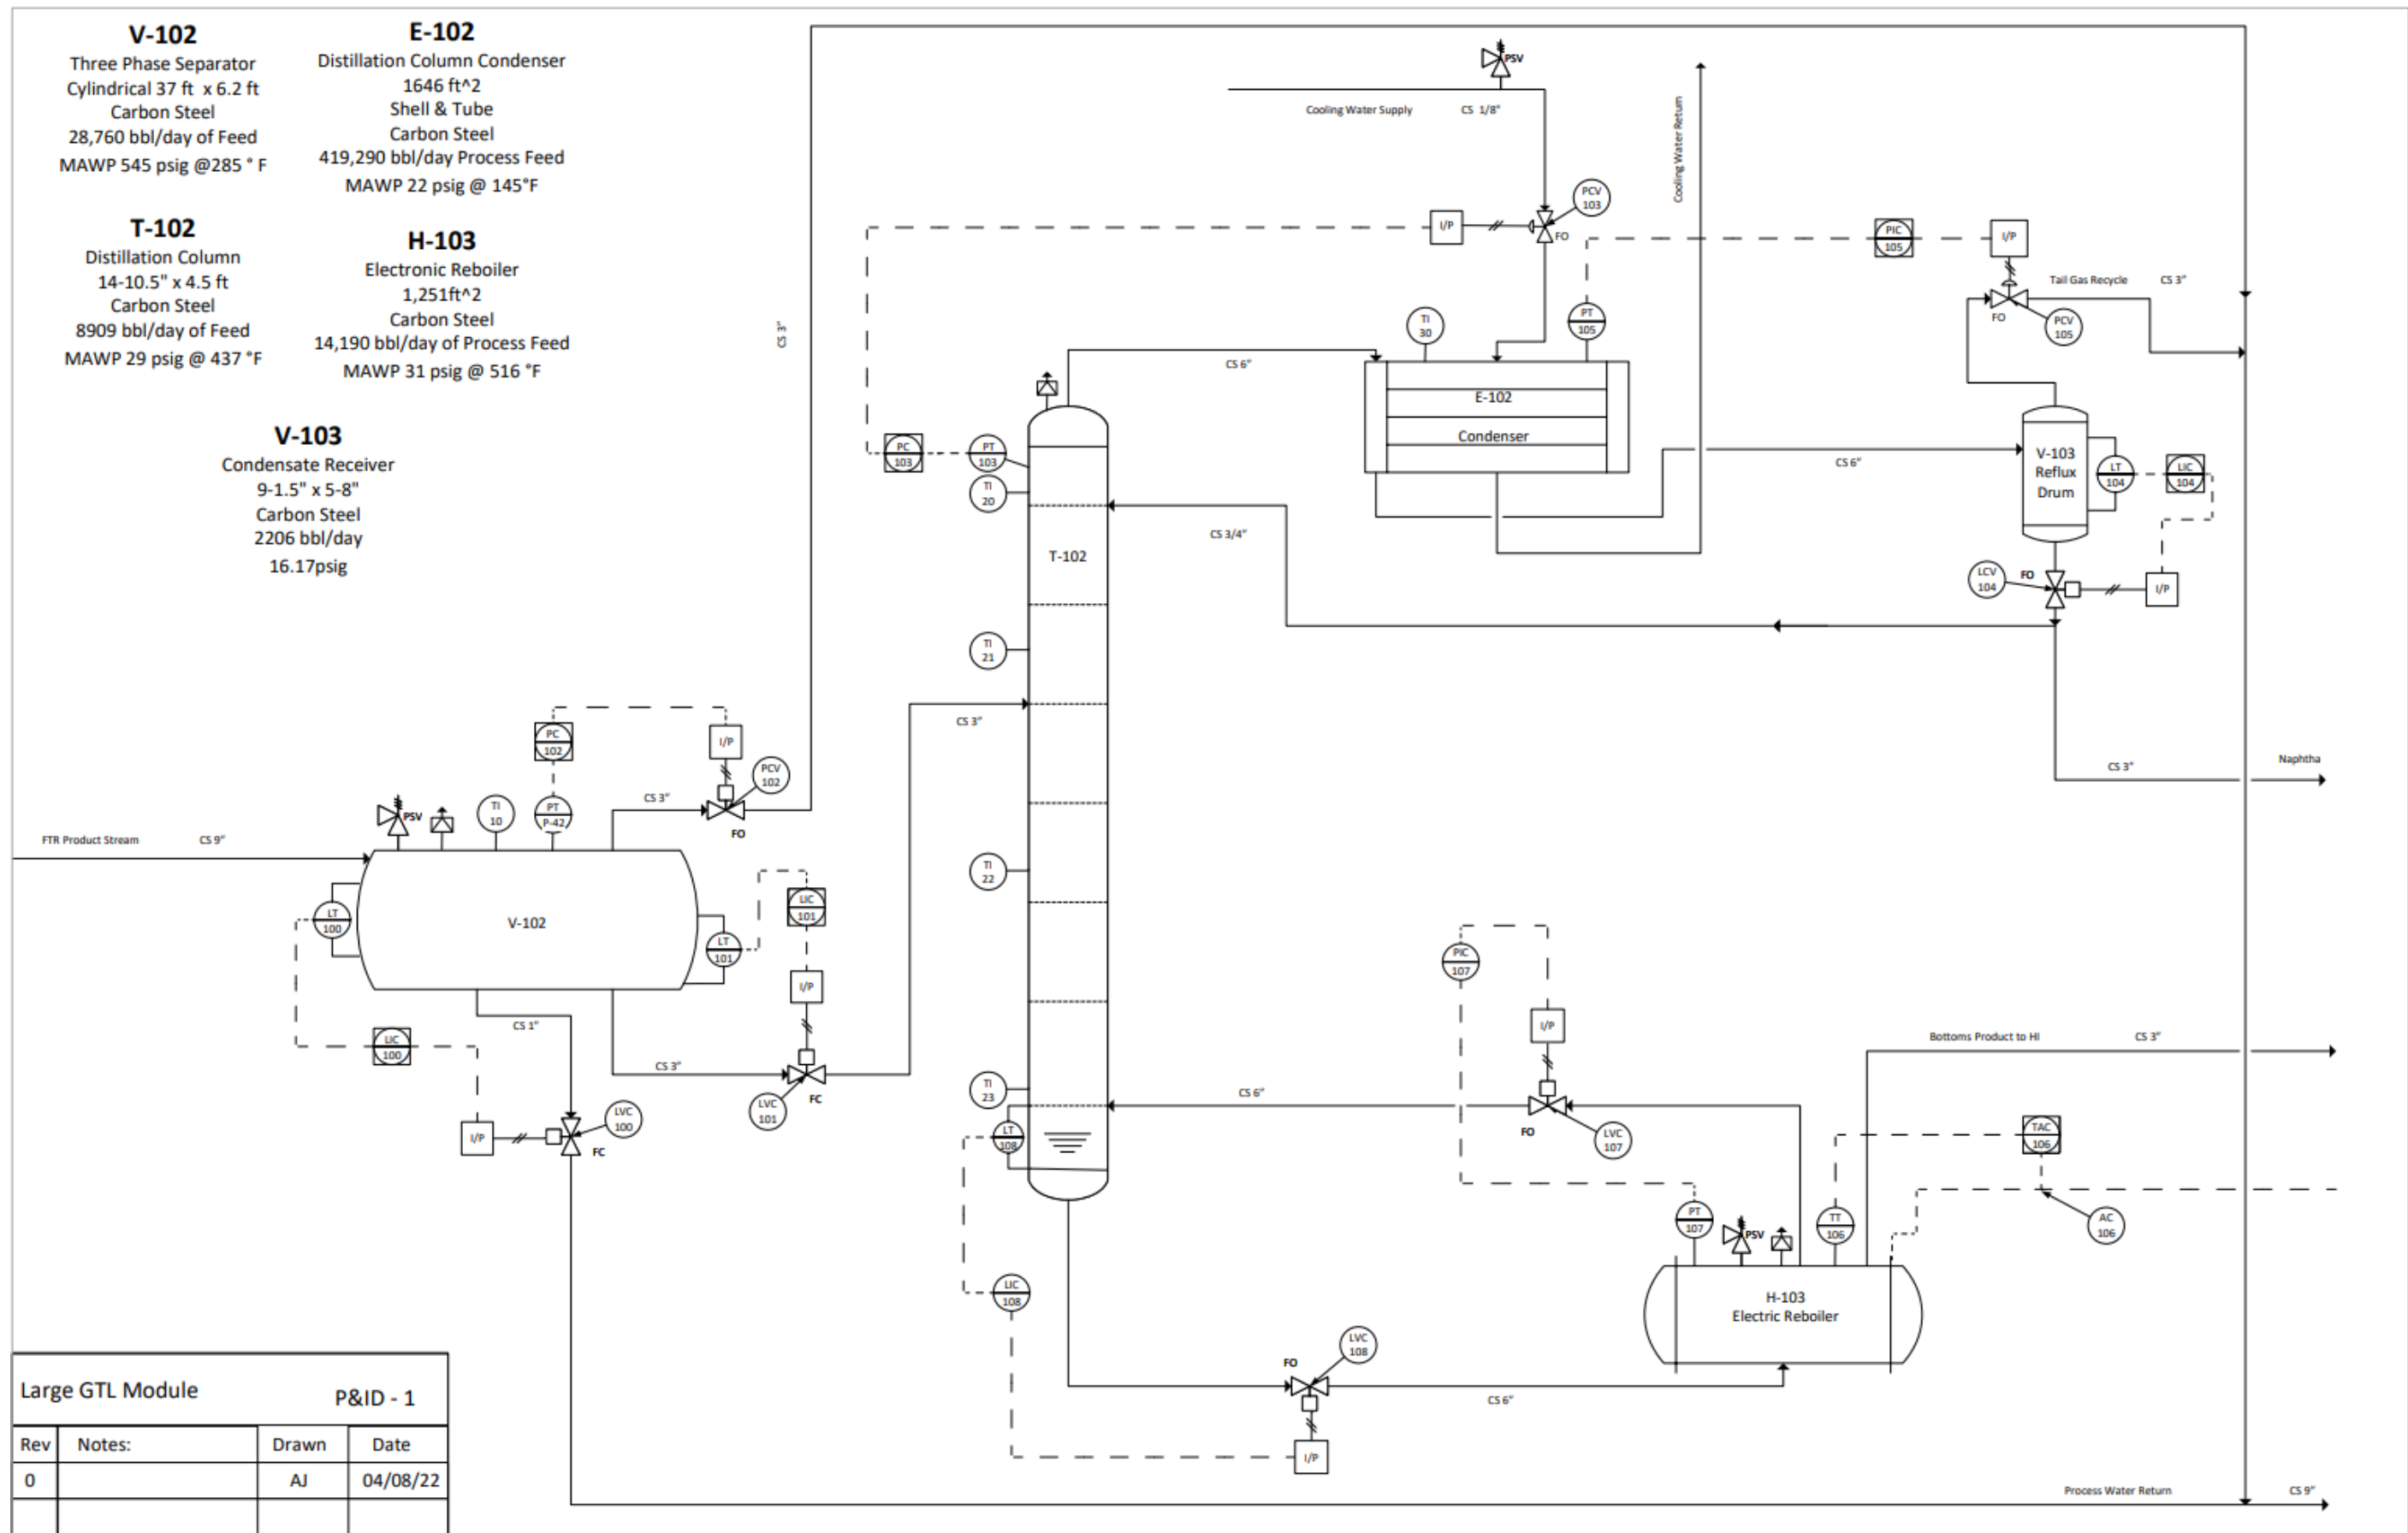 V-102
Three Phase Separator
Cylindrical 37 ft x 6.2 ft
Carbon Steel
28,760 bbl/day of Feed
MAWP 545 psig @285 ° F
E-102
Distillation Column Condenser
1646 ft^2
Shell & Tube
Carbon Steel
419,290 bbl/day Process Feed
MAWP 22 psig @ 145°F
T-102
Distillation Column
14-10.5" x 4.5 ft
Carbon Steel
8909 bbl/day of Feed
MAWP 29 psig @ 437 °F
H-103
Electronic Reboiler
1,251ft^2
Carbon Steel
14,190 bbl/day of Process Feed
MAWP 31 psig @ 516 °F
V-103
Condensate Receiver
9-1.5" x 5-8"
Carbon Steel
2206 bbl/day
16.17psig
PSV
Cooling Water Supply CS 1/8"
Cooling Water Return
PCV
103
I/P
FO
PIC
105
I/P
Tail Gas Recycle CS 3"
FO
PCV
105
PT
105
TI
30
CS 3"
CS 6"
E-102
Condenser
PC
103
PT
103
TI
20
CS 6"
V-103
Reflux
Drum
LT
104
LIC
104
CS 3/4"
T-102
LCV
104
FO
I/P
TI
21
CS 3"
PC
102
I/P
PCV
102
CS 3"
FO
CS 3"
Naphtha
PSV
TI
10
PT
P-42
FTR Product Stream CS 9"
TI
22
LT
100
V-102
LIC
101
LT
101
I/P
PIC
107
I/P
CS 1"
LIC
100
CS 3"
LVC
101
FC
I/P
LVC
100
FC
TI
23
LT
108
CS 6"
FO
LVC
107
Bottoms Product to HI CS 3"
TAC
106
PT
107
PSV
TT
106
AC
106
LIC
108
H-103
Electric Reboiler
LVC
108
FO
CS 6"
I/P
Large GTL Module P&ID - 1
Rev Notes: Drawn Date
0 AJ 04/08/22
Process Water Return CS 9"